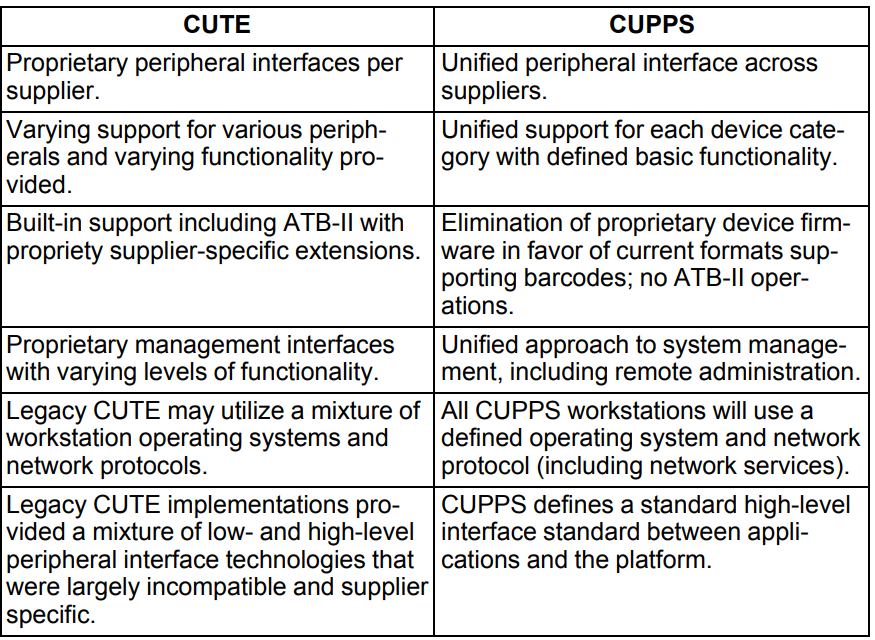 CUTE
CUPPS
Proprietary peripheral interfaces per
supplier.
Unified peripheral interface across
suppliers.
Varying support for various periph-
erals and varying functionality pro-
vided.
Unified support for each device cate-
gory with defined basic functionality.
Built-in support including ATB-II with
propriety supplier-specific extensions.
Elimination of proprietary device firm-
ware in favor of current formats sup-
porting barcodes; no ATB-II oper-
ations.
Proprietary management interfaces
with varying levels of functionality.
Unified approach to system manage-
ment, including remote administration.
Legacy CUTE may utilize a mixture of
workstation operating systems and
network protocols.
All CUPPS workstations will use a
defined operating system and network
protocol (including network services).
Legacy CUTE implementations pro-
vided a mixture of low- and high-level
peripheral interface technologies that
were largely incompatible and supplier
specific.
CUPPS defines a standard high-level
interface standard between appli-
cations and the platform.